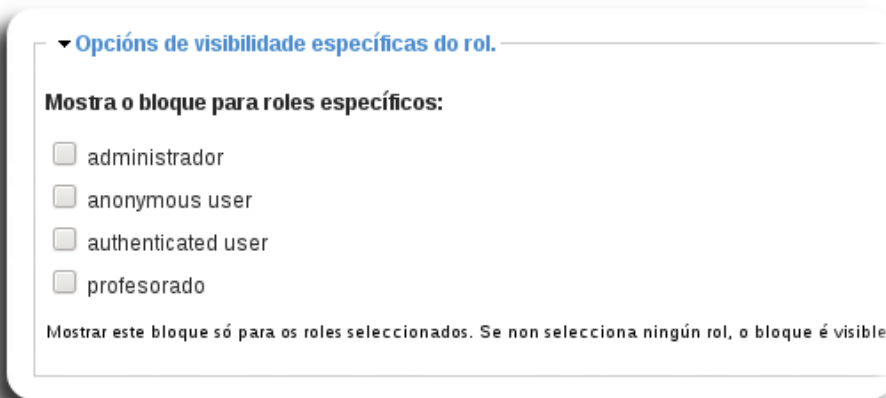 Opcións de visibilidade específicas do rol.
Mostra o bloque para roles específicos:
administrador
anonymous user
authenticated user
profesorado
Mostrar este bloque só para os roles seleccionados. Se non selecciona ningún rol, o bloque é visible